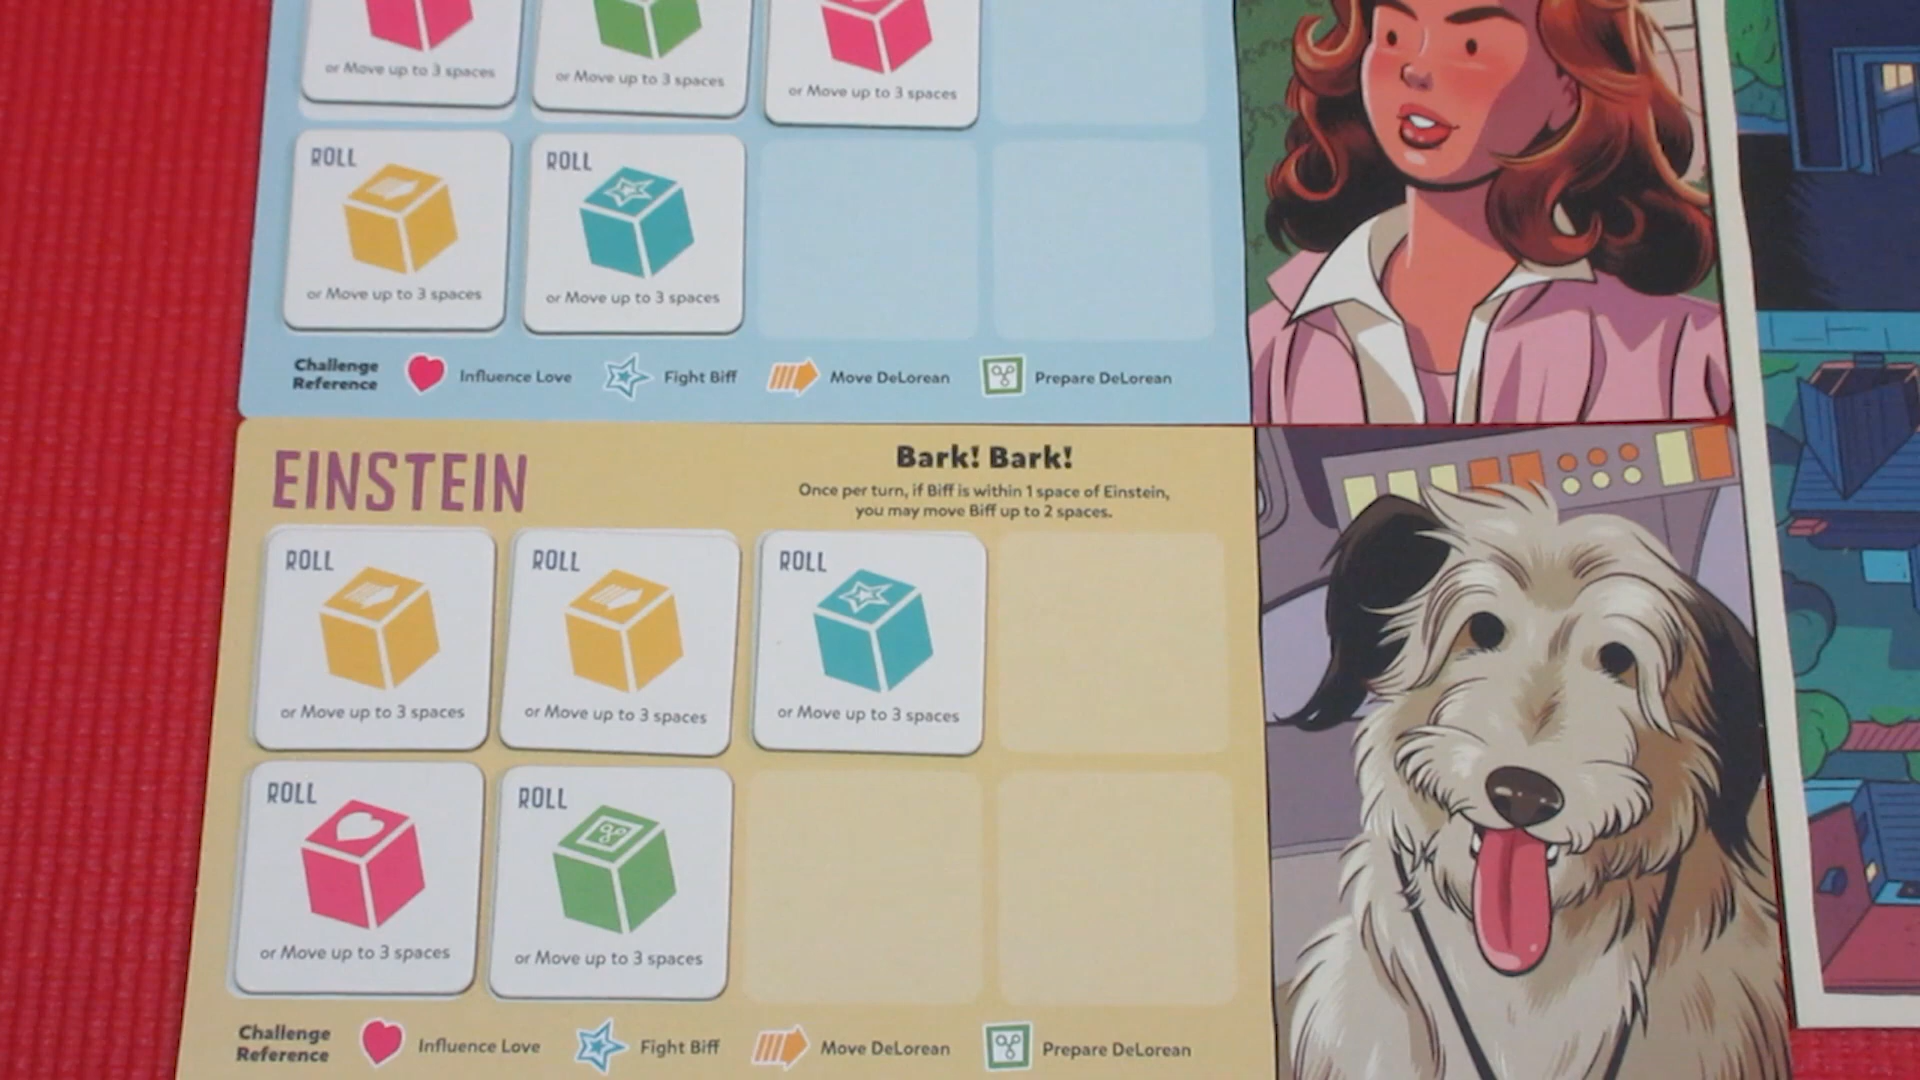 or Move up to 3 spaces
or Move up to 3 spaces
or Move up to 3 spaces
ROLL
ROLL
or Move up to 3 spaces
or Move up to 3 spaces
Challenge
Reference
Influence Love
Fight Biff
Move DeLorean
Prepare DeLorean
EINSTEIN
Bark! Bark!
Once per turn, if Biff is within 1 space of Einstein,
you may move Biff up to 2 spaces.
ROLL
ROLL
ROLL
or Move up to 3 spaces
or Move up to 3 spaces
or Move up to 3 spaces
ROLL
ROLL
or Move up to 3 spaces
or Move up to 3 spaces
Challenge
Reference
Influence Love
Fight Biff
Move DeLorean
Prepare DeLorean